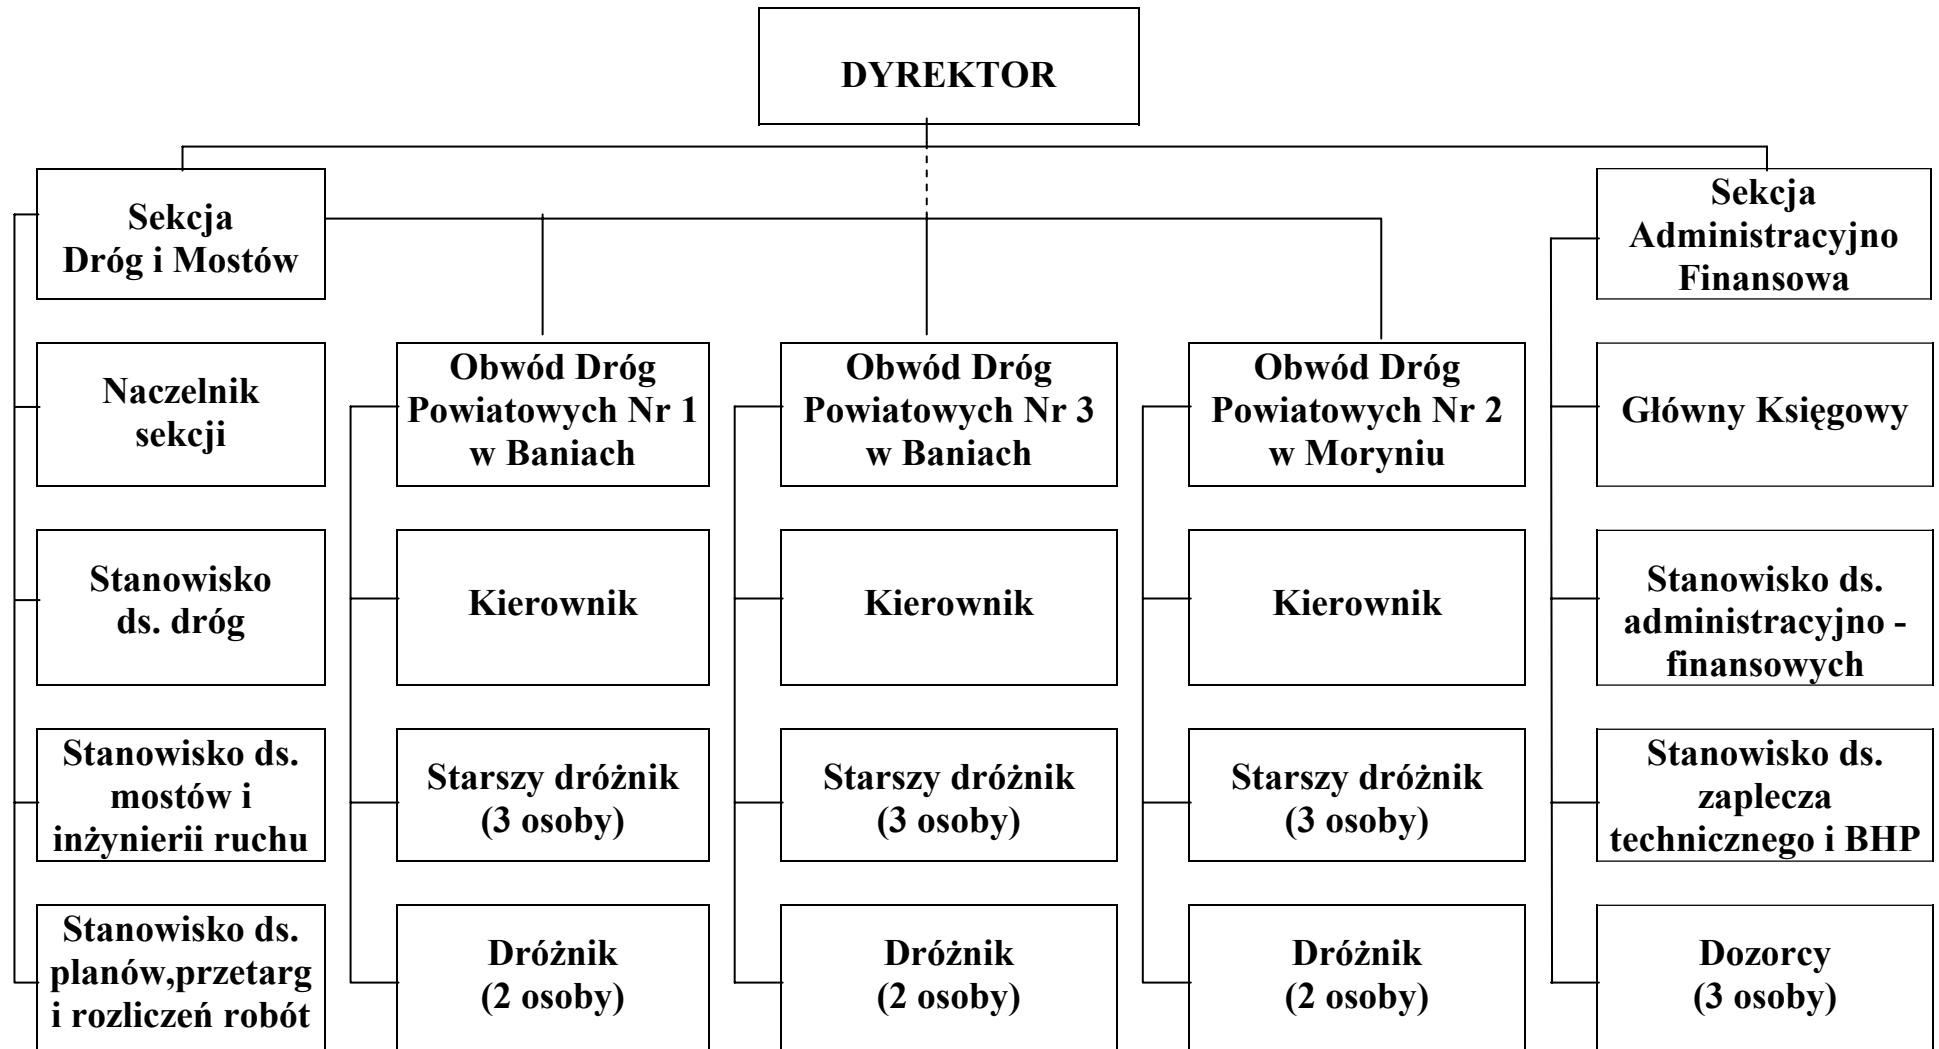 DYREKTOR
Sekcja
Dróg i Mostów
Sekcja
Administracyjno
Finansowa
Naczelnik
sekcji
Obwód Dróg
Powiatowych Nr 1
w Baniach
Obwód Dróg
Powiatowych Nr 3
w Baniach
Obwód Dróg
Powiatowych Nr 2
w Moryniu
Główny Księgowy
Stanowisko
ds. dróg
Kierownik
Kierownik
Kierownik
Stanowisko ds.
administracyjno -
finansowych
Stanowisko ds.
mostów i
inżynierii ruchu
Starszy dróżnik
(3 osoby)
Starszy dróżnik
(3 osoby)
Starszy dróżnik
(3 osoby)
Stanowisko ds.
zaplecza
technicznego i BHP
Stanowisko ds.
planów,przetarg
i rozliczeń robót
Dróżnik
(2 osoby)
Dróżnik
(2 osoby)
Dróżnik
(2 osoby)
Dozorcy
(3 osoby)